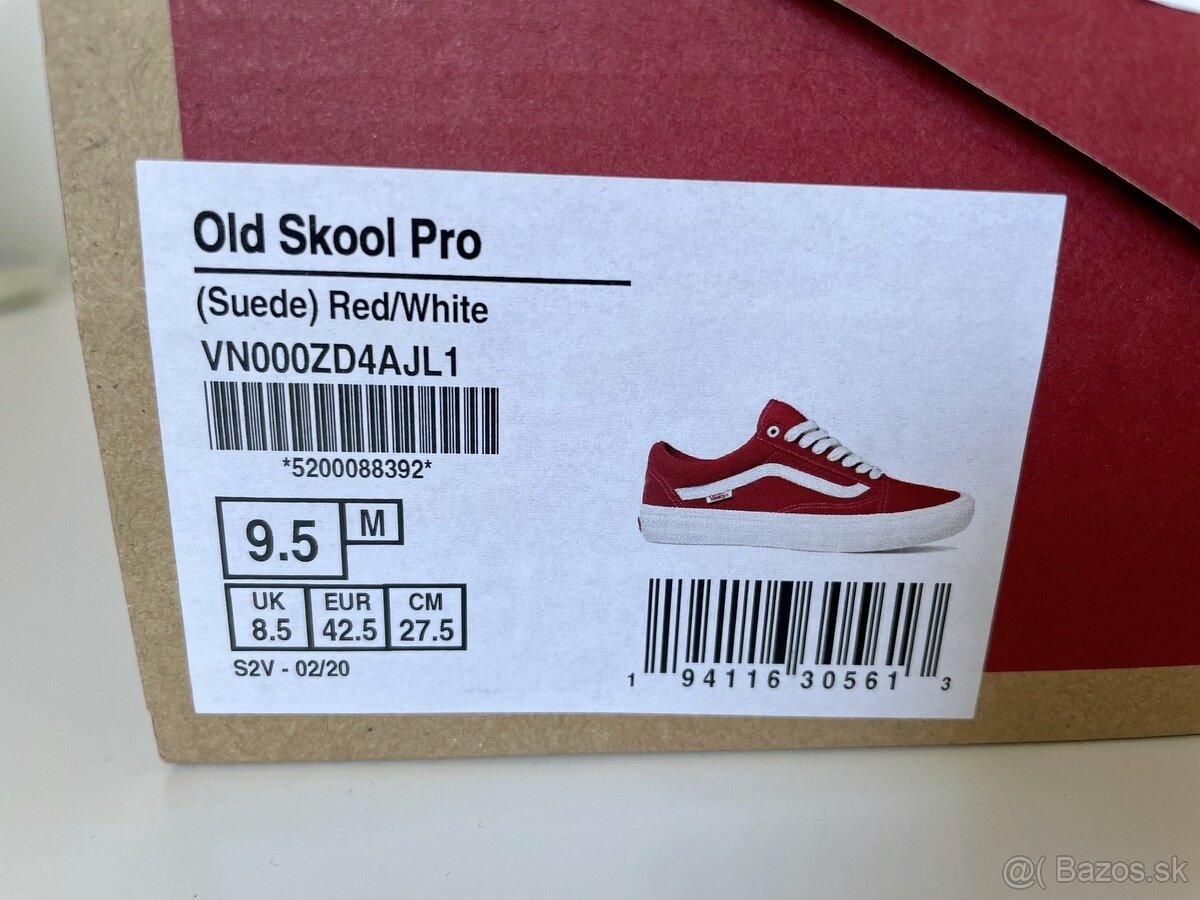 Old Skool Pro
(Suede) Red/White
VN000ZD4AJL1
*5200088392*
9.5 M
UK EUR CM
8.5 42.5 27.5
S2V - 02/20
1 94116 30561 3
@( Bazos.sk